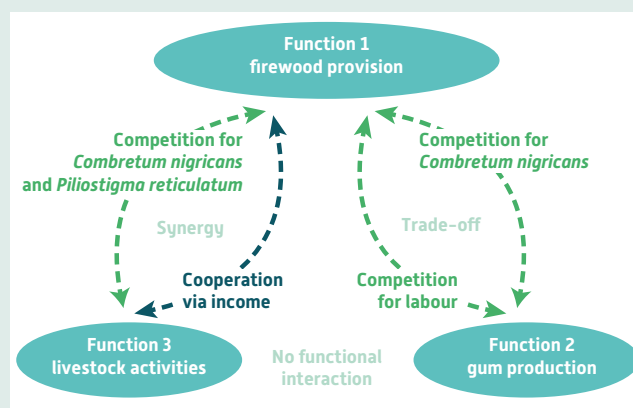 Function 1
firewood provision
Competition for
Combretum nigricans
and Piliostigma reticulatum
Competition for
Combretum nigricans
Synergy
Trade-off
Cooperation
via income
Competition
for labour
Function 3
livestock activities
No functional
interaction
Function 2
gum production